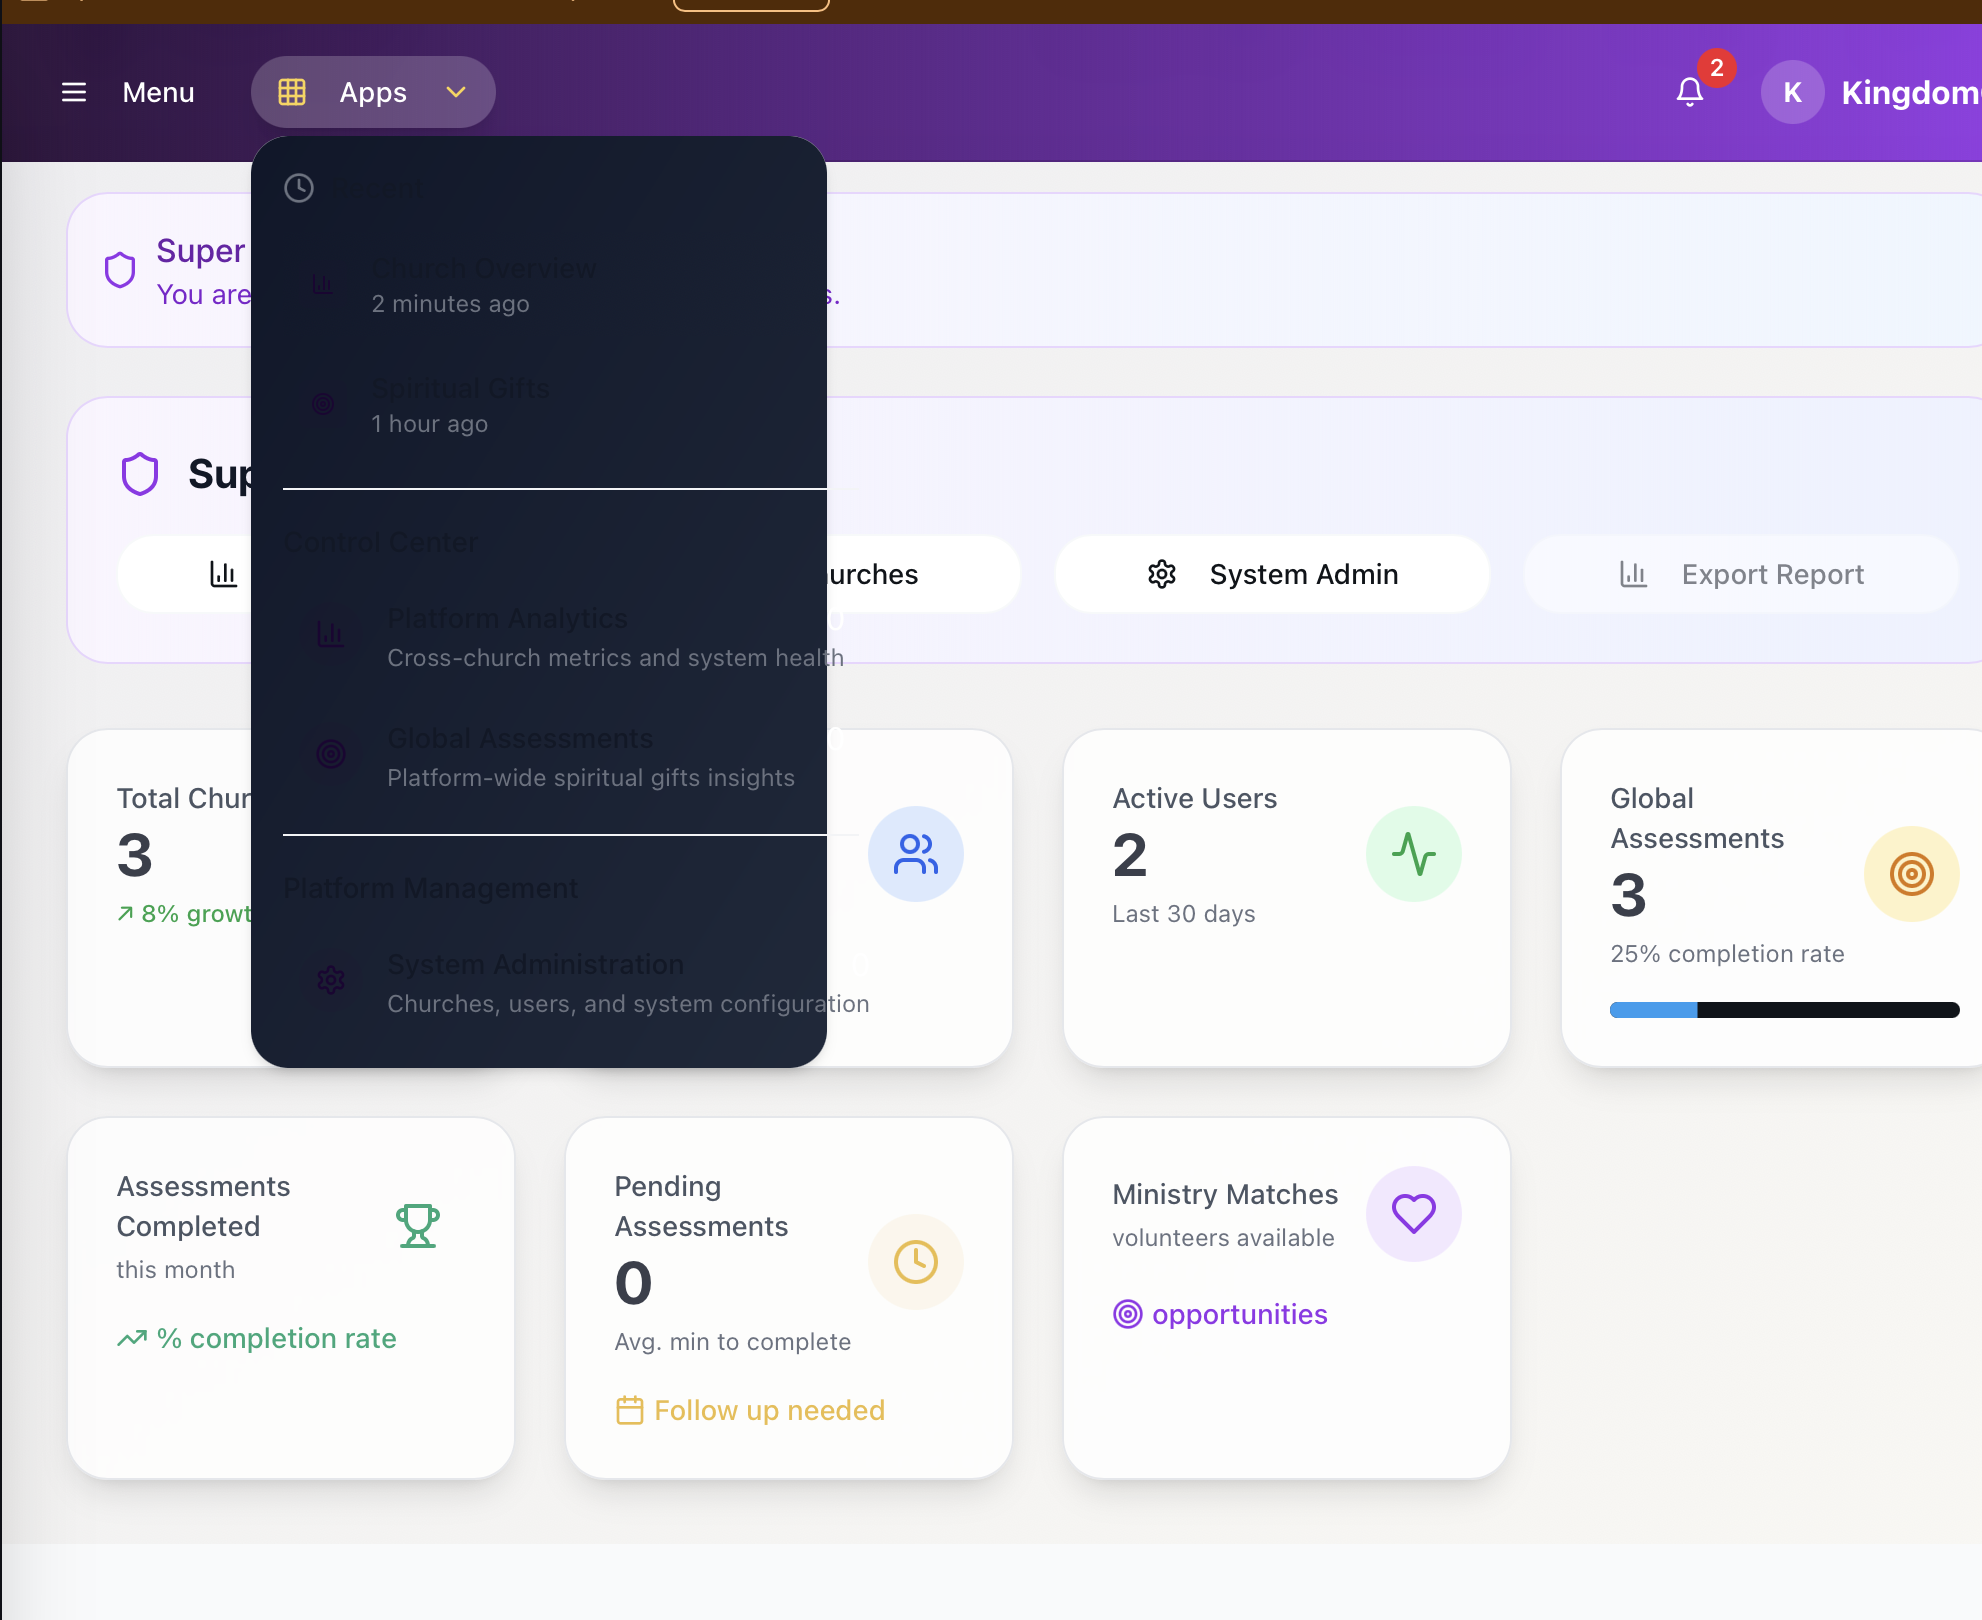 Menu
Apps
2
K
Kingdom
Super
You are
s.
Church Overview
2 minutes ago
Spiritual Gifts
1 hour ago
Sup
Control Center
urches
System Admin
Export Report
Platform Analytics
0
Cross-church metrics and system health
Global Assessments
0
Platform-wide spiritual gifts insights
Total Chur
3
8% growt
Active Users
2
Last 30 days
Global
Assessments
3
25% completion rate
Platform Management
System Administration
0
Churches, users, and system configuration
Assessments
Completed
this month
% completion rate
Pending
Assessments
0
Avg. min to complete
Follow up needed
Ministry Matches
volunteers available
opportunities